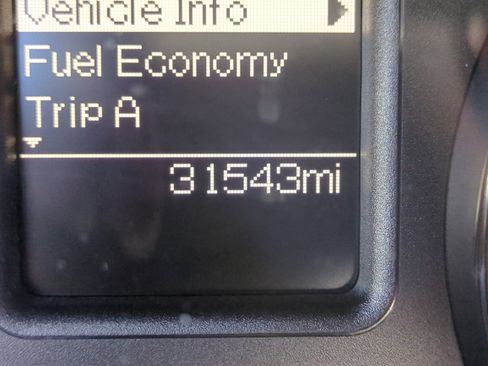 Vehicle Info
Fuel Economy
Trip A
31543mi